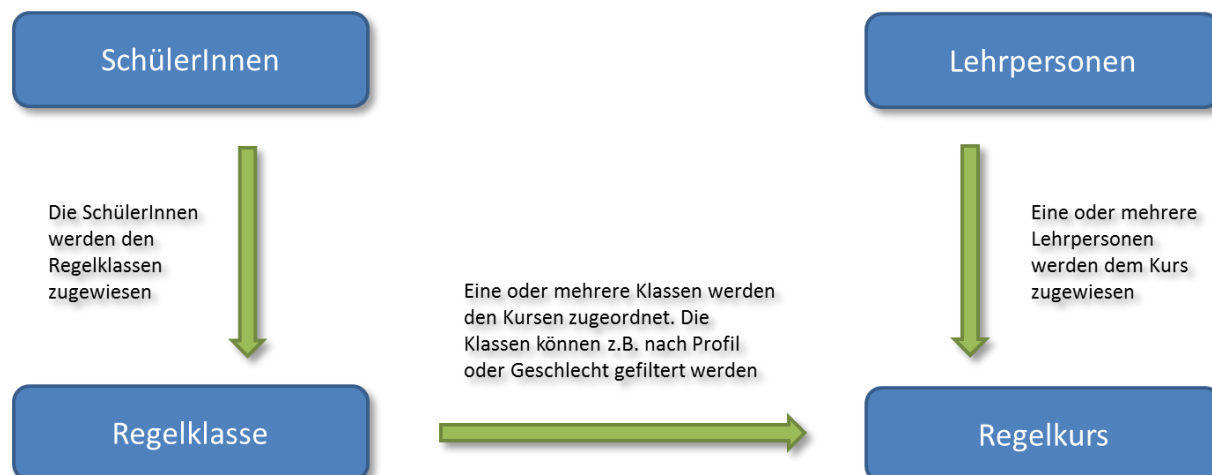 SchülerInnen
Lehrpersonen
Die SchülerInnen
werden den
Regelklassen
zugewiesen
Eine oder mehrere
Lehrpersonen
werden dem Kurs
zugewiesen
Eine oder mehrere Klassen werden
den Kursen zugeordnet. Die
Klassen können z.B. nach Profil
oder Geschlecht gefiltert werden
Regelklasse
Regelkurs